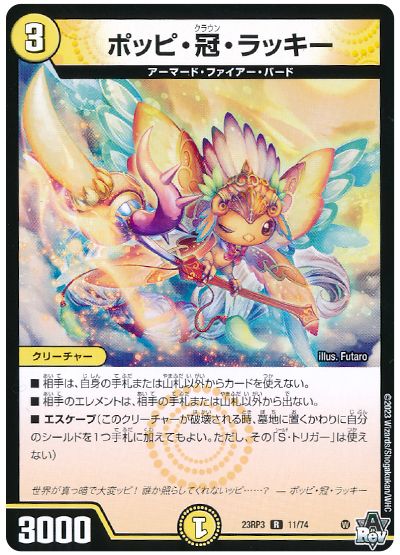 3
ポッピ・冠・ラッキー
クラウン
アーマード・ファイアー・バード
クリーチャー
illus. Futaro
■ 相手は、自身の手札または山札以外からカードを使えない。
■ 相手のエレメントは、相手の手札または山札以外から出ない。
■ エスケープ(このクリーチャーが破壊される時、墓地に置くかわりに自分
のシールドを1つ手札に加えてもよい。ただし、その「S・トリガー」は使え
ない)
世界が真っ暗で大変ッピ!誰か照らしてくれないッピ……? ― ポッピ・冠・ラッキー
3000
1
23RP3 R 11/74
W
Rev
©2023 Wizards/Shogakukan/WHC